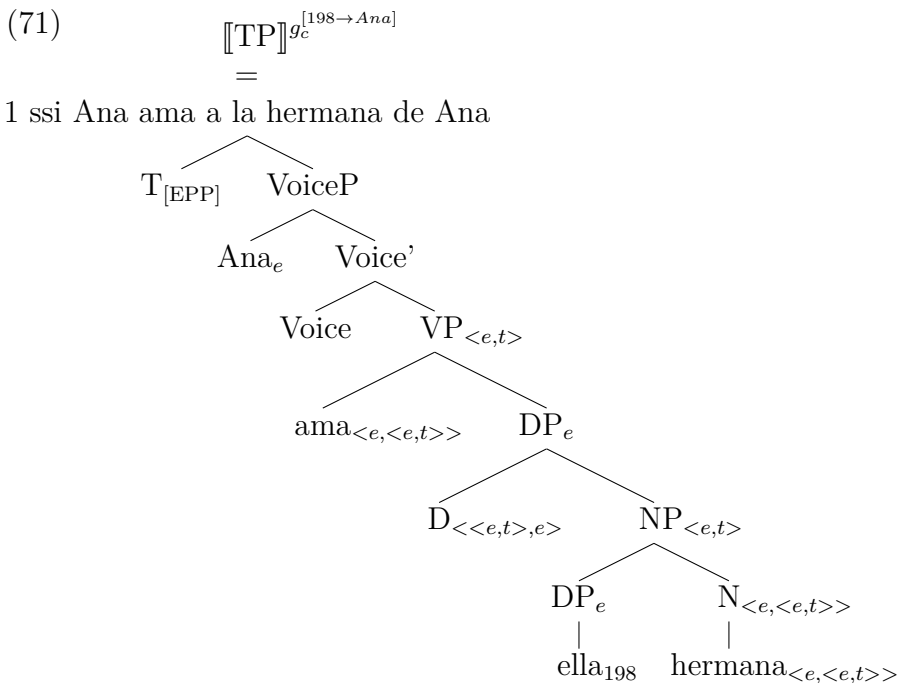 (71)
⟦TP⟧^{g_c^{[198→Ana]}}
=
1 ssi Ana ama a la hermana de Ana
T_{[EPP]} VoiceP
Ana_e Voice'
Voice VP_{<e,t>}
ama_{<e,<e,t>>} DP_e
D_{<<e,t>,e>} NP_{<e,t>}
DP_e N_{<e,<e,t>>}
ella_{198} hermana_{<e,<e,t>>}